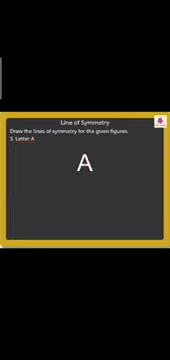 Line of Symmetry
Draw the lines of symmetry for the given figures.
3. Letter A
A